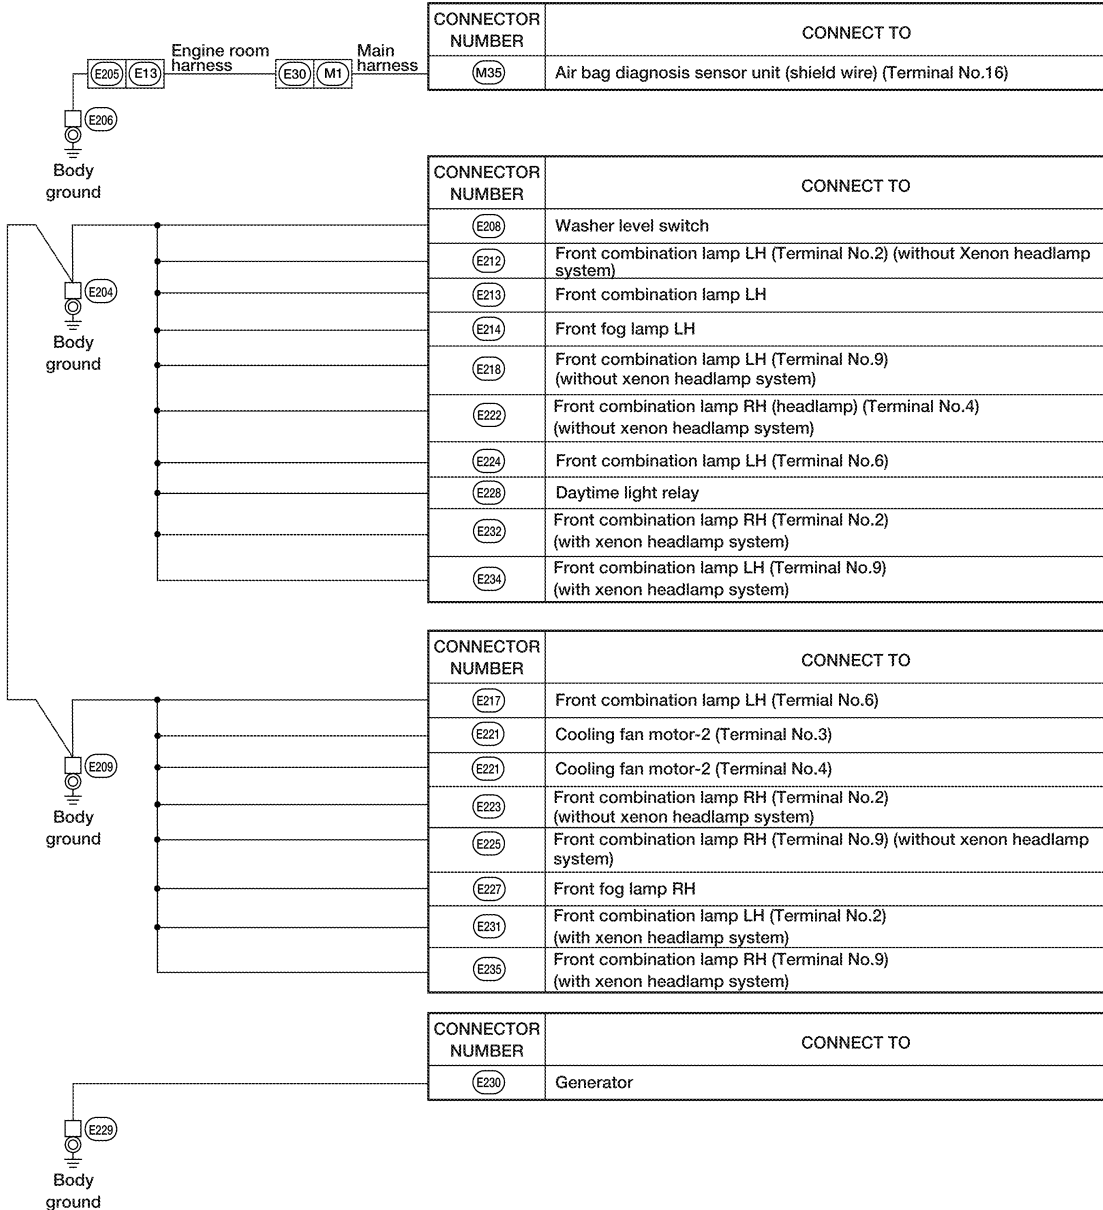 CONNECTOR NUMBER CONNECT TO
Engine room harness
Main harness
E205 E13 E30 M1 M35 Air bag diagnosis sensor unit (shield wire) (Terminal No.16)
E206
Body ground
CONNECTOR NUMBER CONNECT TO
E208 Washer level switch
E212 Front combination lamp LH (Terminal No.2) (without Xenon headlamp
system)
E204
E213 Front combination lamp LH
Body ground
E214 Front fog lamp LH
E218 Front combination lamp LH (Terminal No.9)
(without xenon headlamp system)
E222 Front combination lamp RH (headlamp) (Terminal No.4)
(without xenon headlamp system)
E224 Front combination lamp LH (Terminal No.6)
E228 Daytime light relay
E232 Front combination lamp RH (Terminal No.2)
(with xenon headlamp system)
E234 Front combination lamp LH (Terminal No.9)
(with xenon headlamp system)
CONNECTOR NUMBER CONNECT TO
E217 Front combination lamp LH (Termial No.6)
E221 Cooling fan motor-2 (Terminal No.3)
E209
E221 Cooling fan motor-2 (Terminal No.4)
Body ground
E223 Front combination lamp RH (Terminal No.2)
(without xenon headlamp system)
E225 Front combination lamp RH (Terminal No.9) (without xenon headlamp
system)
E227 Front fog lamp RH
E231 Front combination lamp LH (Terminal No.2)
(with xenon headlamp system)
E235 Front combination lamp RH (Terminal No.9)
(with xenon headlamp system)
CONNECTOR NUMBER CONNECT TO
E230 Generator
E229
Body ground